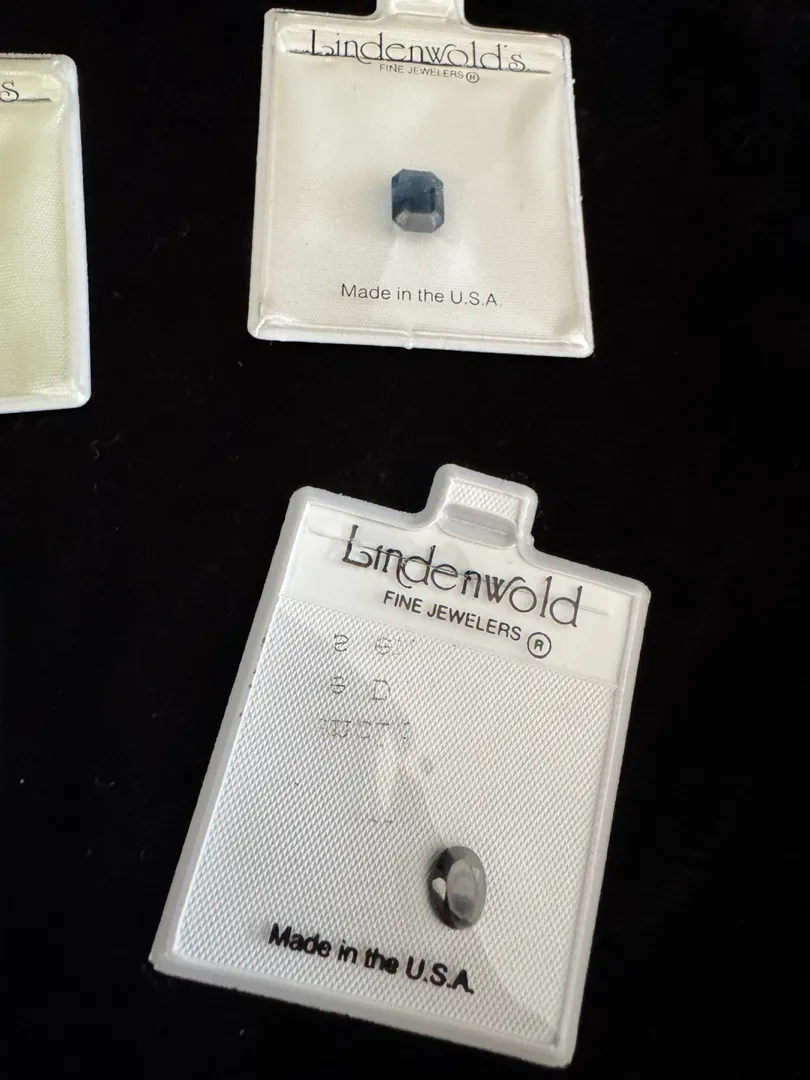 Lindenwold's
FINE JEWELERS®
Made in the U.S.A.
s
Lindenwold
FINE JEWELERS ®
Made in the U.S.A.